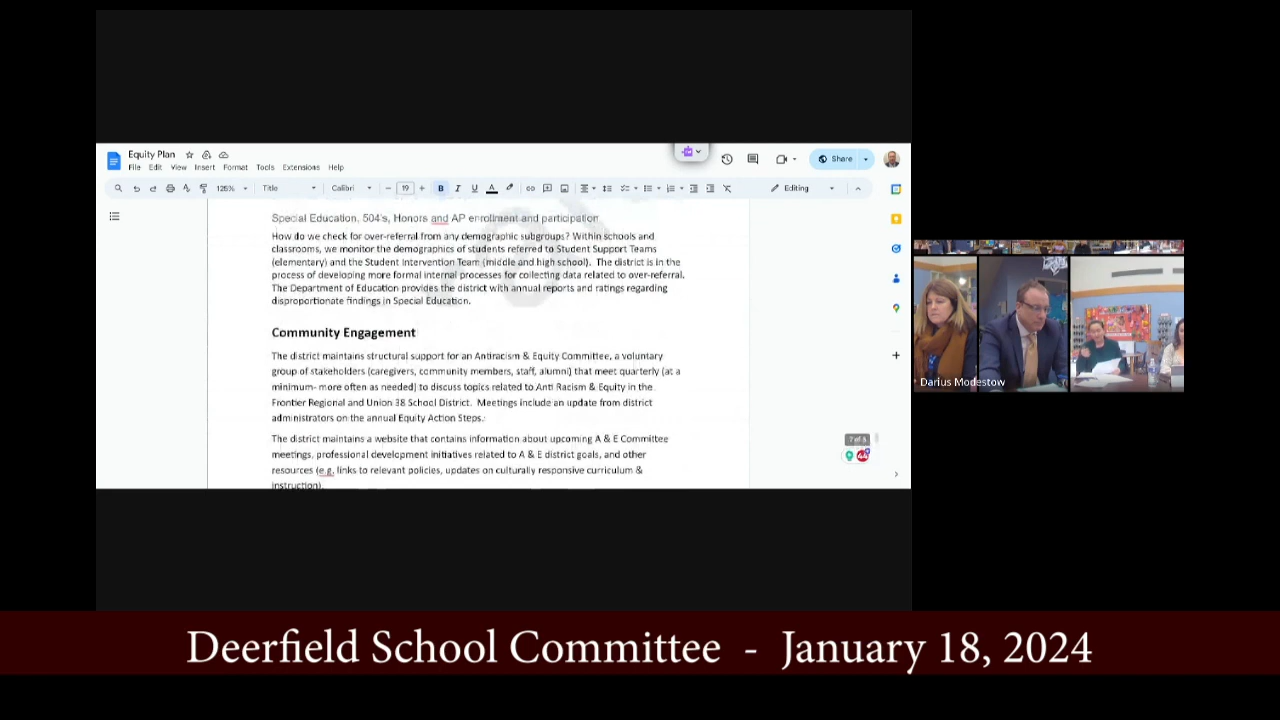 Equity Plan
File Edit View Insert Format Tools Extensions Help
Share
125% Title Calibri 19 B I U A Editing
Special Education, 504's, Honors and AP enrollment and participation
How do we check for over-referral from any demographic subgroups? Within schools and
classrooms, we monitor the demographics of students referred to Student Support Teams
(elementary) and the Student Intervention Team (middle and high school). The district is in the
process of developing more formal internal processes for collecting data related to over-referral.
The Department of Education provides the district with annual reports and ratings regarding
disproportionate findings in Special Education.
Community Engagement
The district maintains structural support for an Antiracism & Equity Committee, a voluntary
group of stakeholders (caregivers, community members, staff, alumni) that meet quarterly (at a
minimum- more often as needed) to discuss topics related to Anti Racism & Equity in the
Frontier Regional and Union 38 School District. Meetings include an update from district
administrators on the annual Equity Action Steps.
The district maintains a website that contains information about upcoming A & E Committee
meetings, professional development initiatives related to A & E district goals, and other
resources (e.g. links to relevant policies, updates on culturally responsive curriculum &
instruction).
Darius Modestow
Deerfield School Committee - January 18, 2024